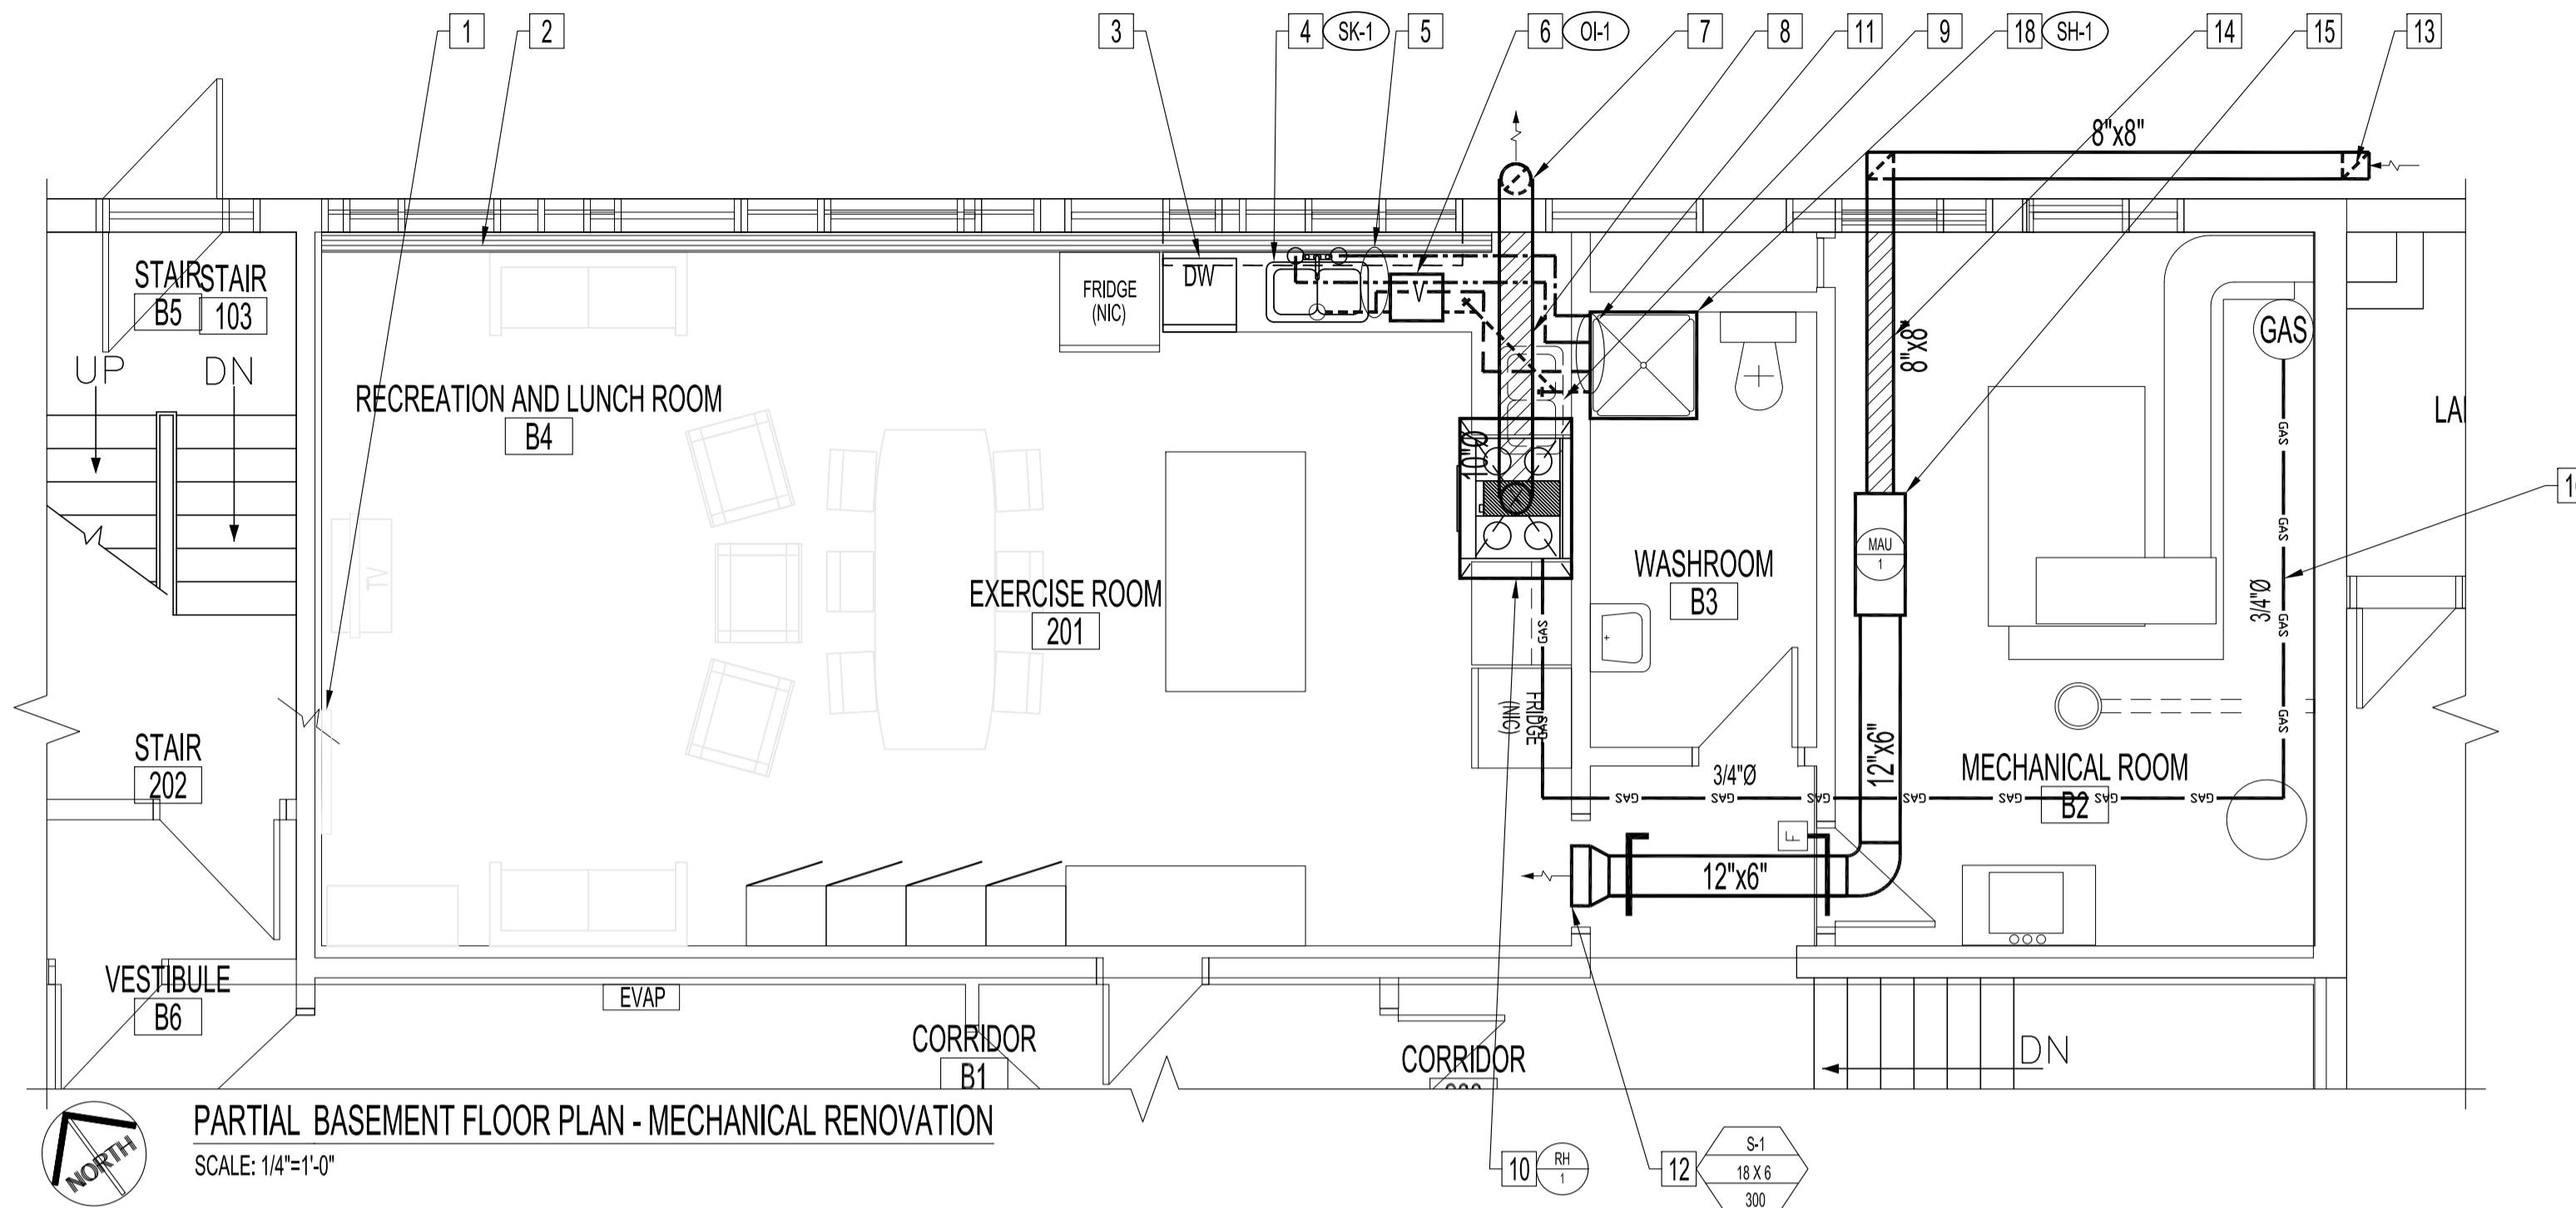 1
2
3
4
SK-1
5
6
OI-1
7
8
11
9
18
SH-1
14
15
13
8"x8"
STAIR
B5
STAIR
103
UP
DN
FRIDGE
(NIC)
DW
V
8"x8"
GAS
RECREATION AND LUNCH ROOM
B4
10"Ø
GAS
LA
TV
EXERCISE ROOM
201
WASHROOM
B3
MAU
1
GAS
3/4"Ø
GAS
GAS
GAS
FRIDGE
(NIC)
GAS
GAS
STAIR
202
3/4"Ø
12"x6"
MECHANICAL ROOM
B2
GAS
GAS
GAS
GAS
GAS
GAS
GAS
F
12"x6"
VESTIBULE
B6
EVAP
CORRIDOR
B1
CORRIDOR
DN
NORTH
PARTIAL BASEMENT FLOOR PLAN - MECHANICAL RENOVATION
SCALE: 1/4"=1'-0"
10
RH
1
12
S-1
18 X 6
300